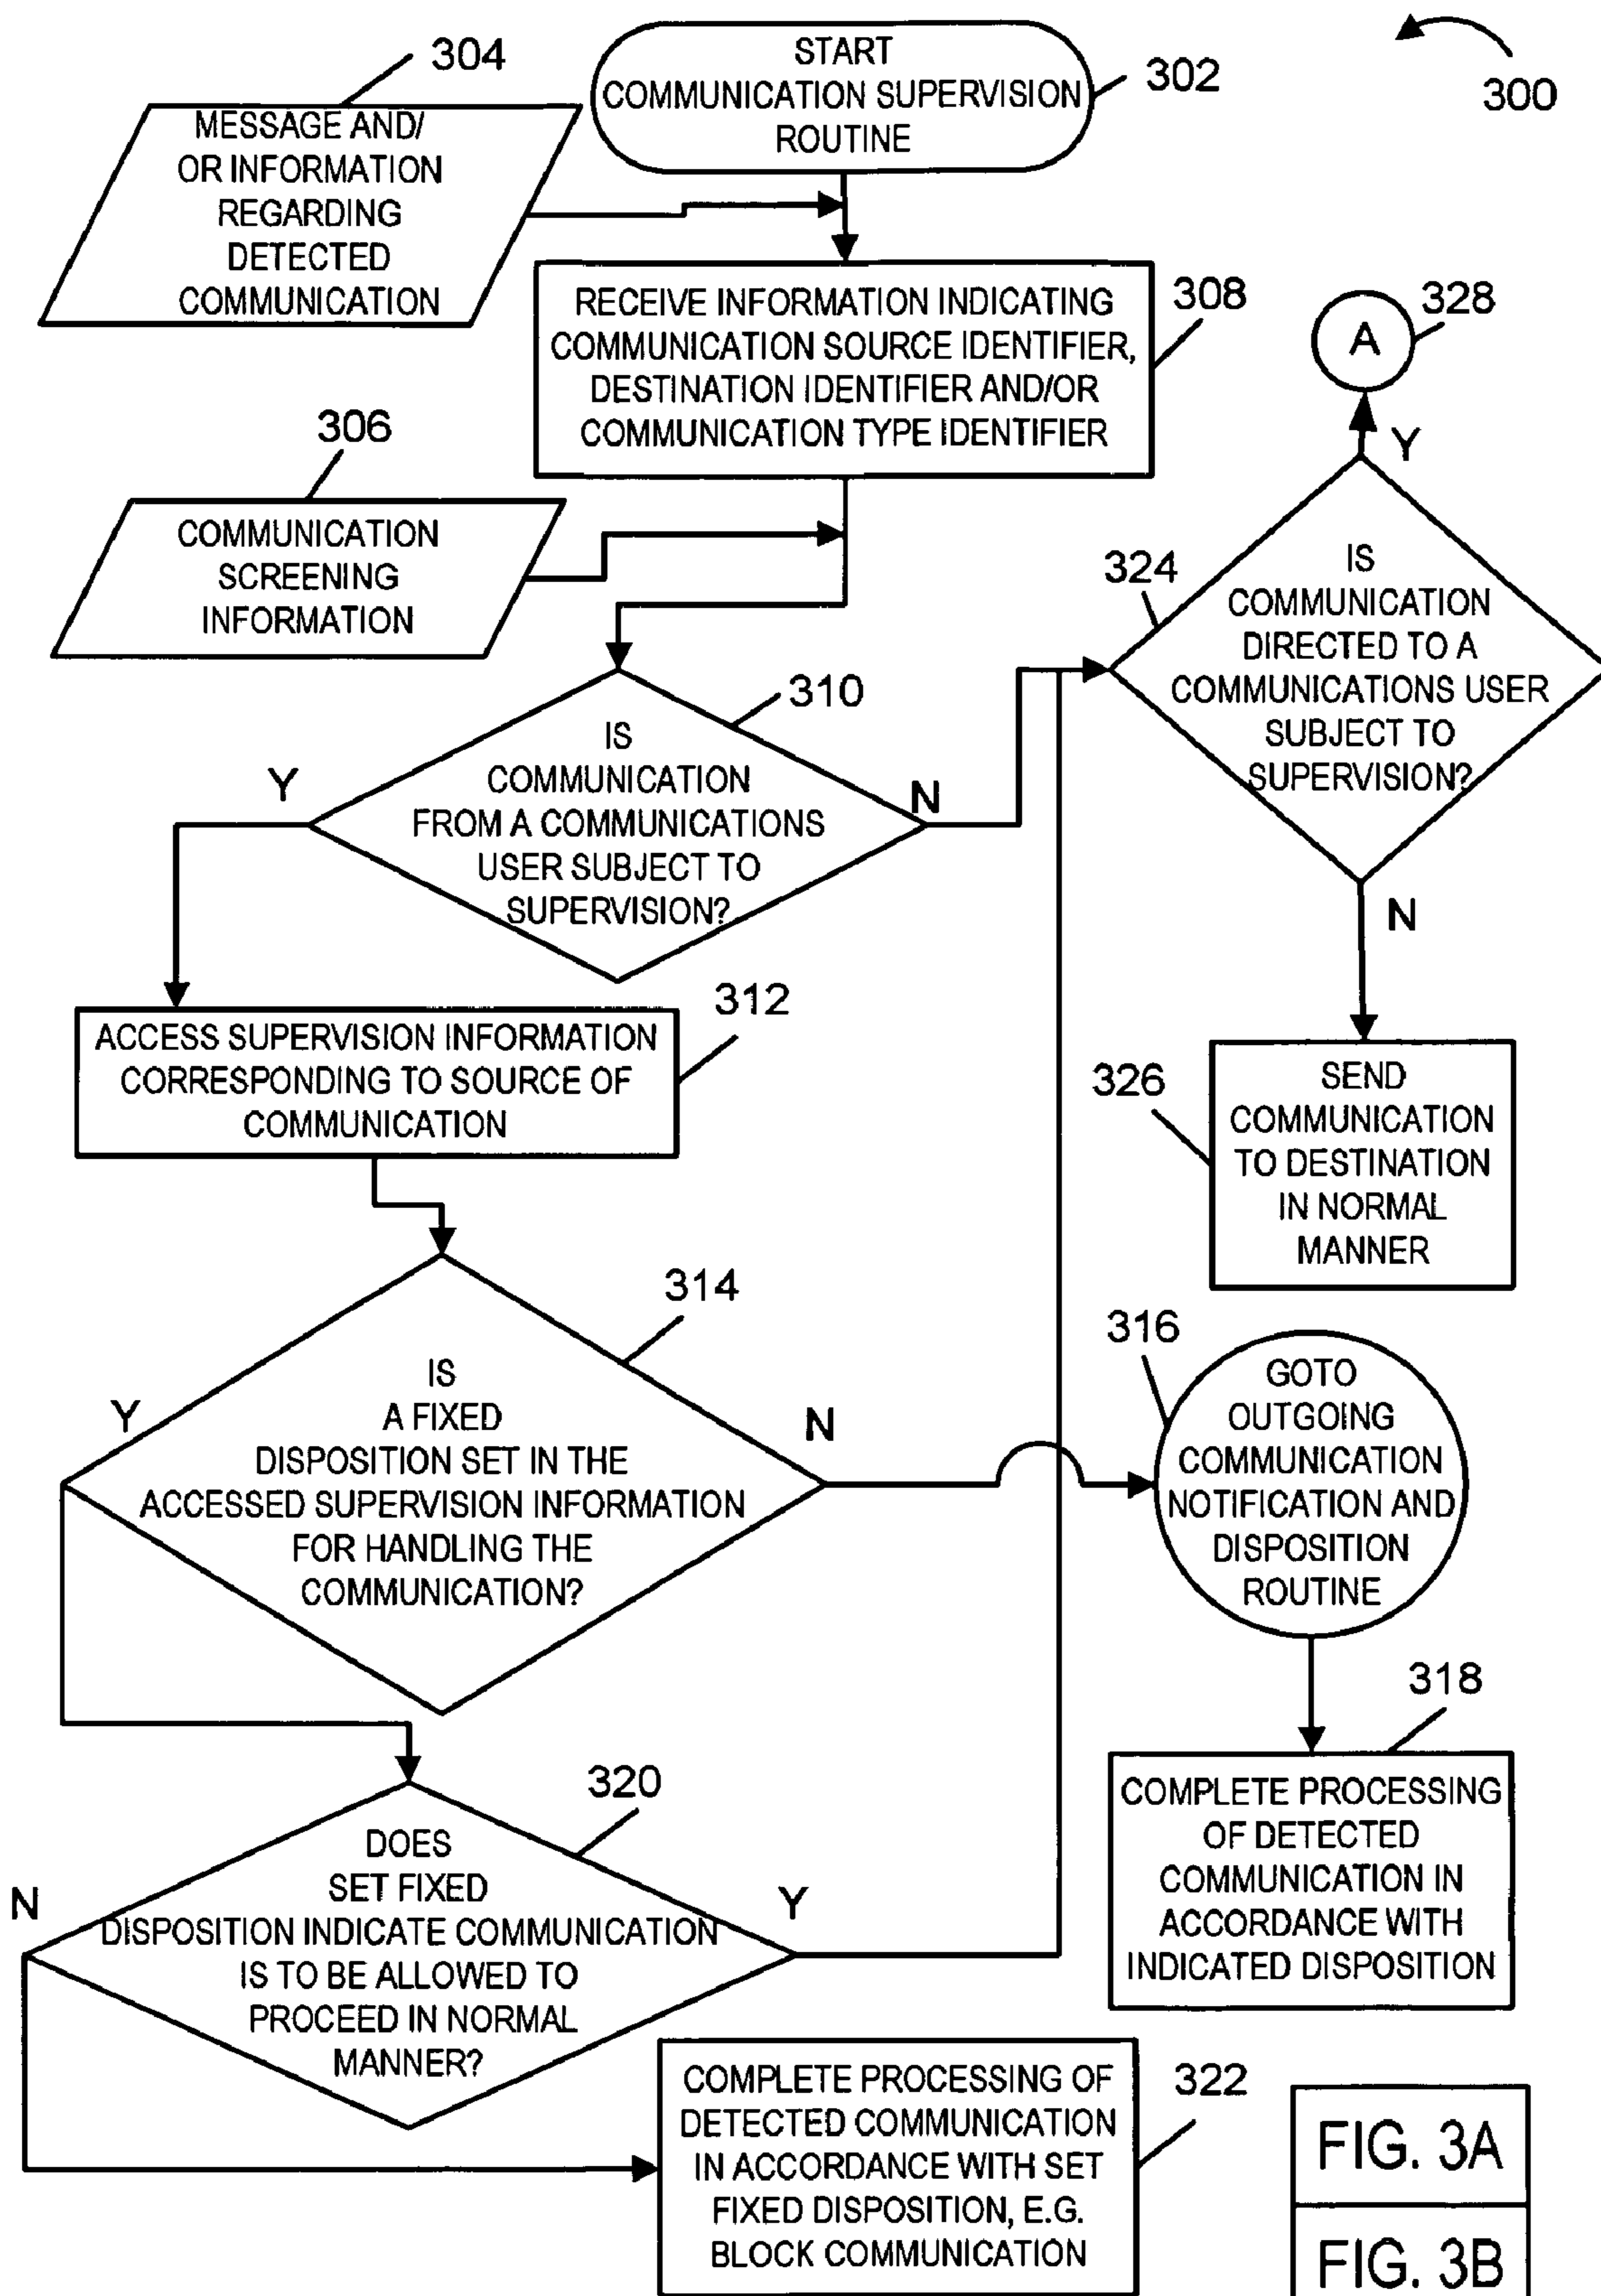 304
START
COMMUNICATION SUPERVISION
ROUTINE
302
300
MESSAGE AND/
OR INFORMATION
REGARDING
DETECTED
COMMUNICATION
RECEIVE INFORMATION INDICATING
COMMUNICATION SOURCE IDENTIFIER,
DESTINATION IDENTIFIER AND/OR
COMMUNICATION TYPE IDENTIFIER
308
A
328
Y
306
COMMUNICATION
SCREENING
INFORMATION
324
IS
COMMUNICATION
DIRECTED TO A
COMMUNICATIONS USER
SUBJECT TO
SUPERVISION?
310
IS
COMMUNICATION
FROM A COMMUNICATIONS
USER SUBJECT TO
SUPERVISION?
Y
N
N
312
ACCESS SUPERVISION INFORMATION
CORRESPONDING TO SOURCE OF
COMMUNICATION
326
SEND
COMMUNICATION
TO DESTINATION
IN NORMAL
MANNER
314
IS
A FIXED
DISPOSITION SET IN THE
ACCESSED SUPERVISION INFORMATION
FOR HANDLING THE
COMMUNICATION?
Y
N
316
GOTO
OUTGOING
COMMUNICATION
NOTIFICATION AND
DISPOSITION
ROUTINE
318
COMPLETE PROCESSING
OF DETECTED
COMMUNICATION IN
ACCORDANCE WITH
INDICATED DISPOSITION
320
DOES
SET FIXED
DISPOSITION INDICATE COMMUNICATION
IS TO BE ALLOWED TO
PROCEED IN NORMAL
MANNER?
N
Y
COMPLETE PROCESSING OF
DETECTED COMMUNICATION
IN ACCORDANCE WITH SET
FIXED DISPOSITION, E.G.
BLOCK COMMUNICATION
322
FIG. 3A
FIG. 3B